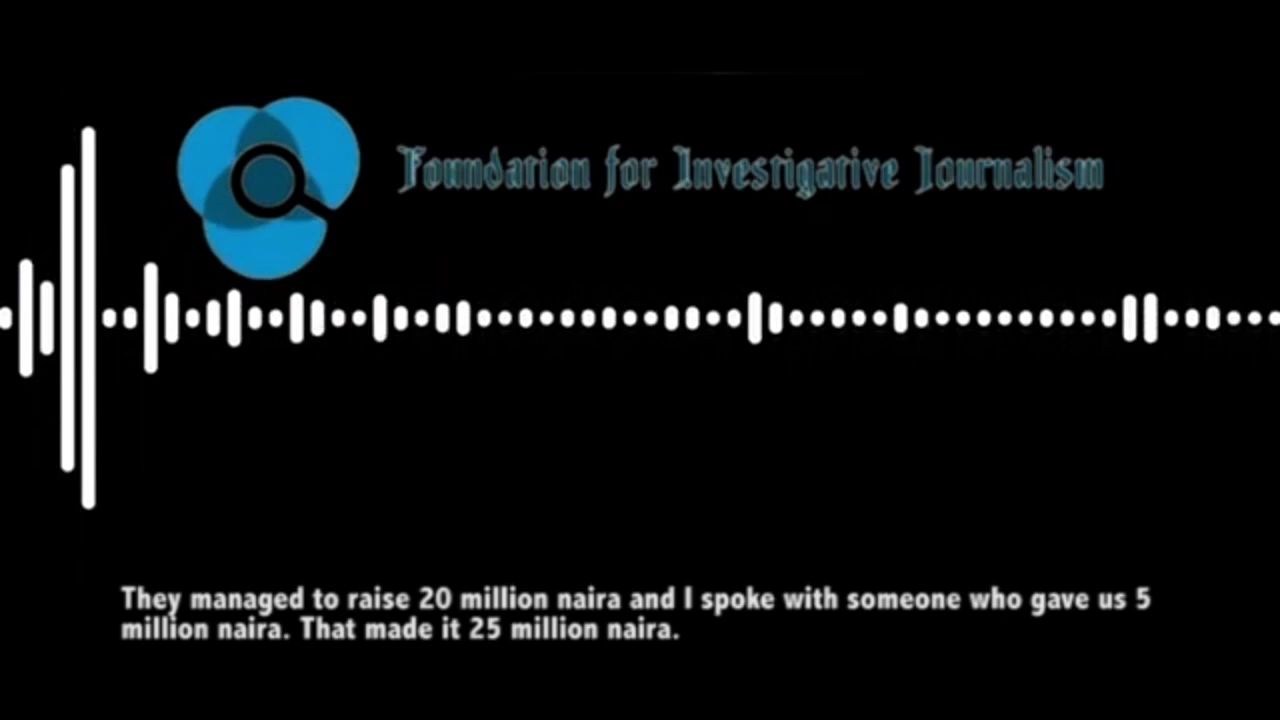 Foundation for Investigative Journalism
They managed to raise 20 million naira and I spoke with someone who gave us 5
million naira. That made it 25 million naira.